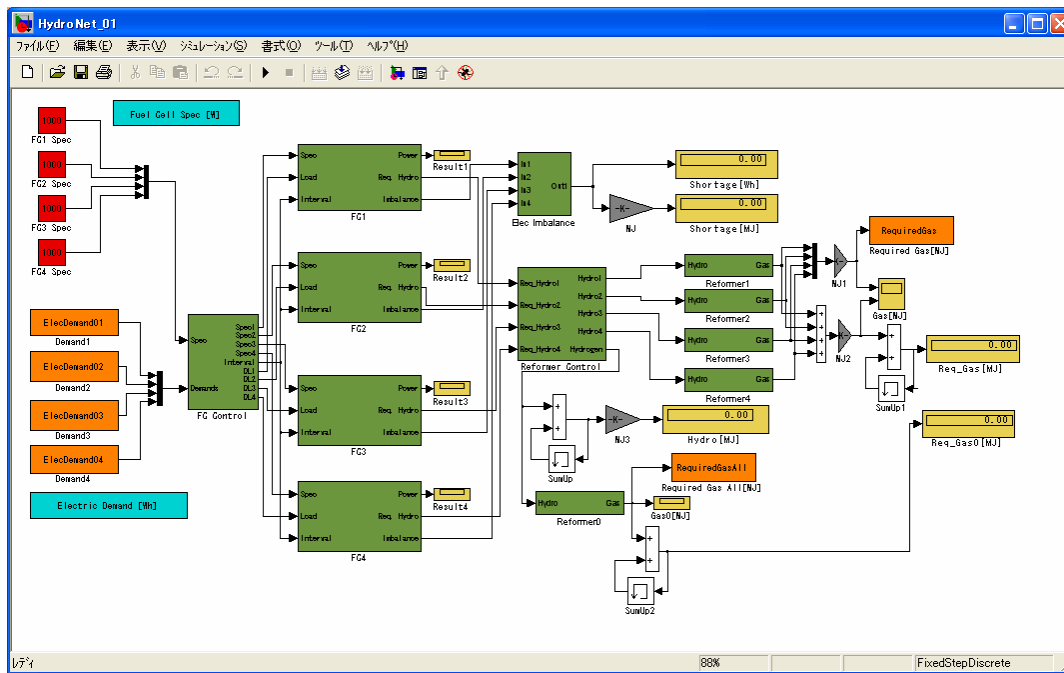 HydroNet_01
ファイル(F) 編集(E) 表示(V) シミュレーション(S) 書式(O) ツール(T) ヘルプ(H)
1000
FC1 Spec
1000
FC2 Spec
1000
FC3 Spec
1000
FC4 Spec
Fuel Cell Spec [W]
ElecDemand01
Demand1
ElecDemand02
Demand2
ElecDemand03
Demand3
ElecDemand04
Demand4
Electric Demand [Wh]
Spec
Demands
Spec1
Spec2
Spec3
Spec4
Interval
DL1
DL2
DL3
DL4
FC Control
Spec Power
Load Req. Hydro
Interval Imbalance
FC1
Result1
Spec Power
Load Req. Hydro
Interval Imbalance
FC2
Result2
Spec Power
Load Req. Hydro
Interval Imbalance
FC3
Result3
Spec Power
Load Req. Hydro
Interval Imbalance
FC4
Result4
In1
In2
In3
In4
Out1
Elec Imbalance
0.00
Shortage[Wh]
-K-
MJ
0.00
Shortage[MJ]
Req_Hydro1
Req_Hydro2
Req_Hydro3
Req_Hydro4
Hydro1
Hydro2
Hydro3
Hydro4
Hydrogen
Reformer Control
Hydro Gas
Reformer1
Hydro Gas
Reformer2
Hydro Gas
Reformer3
Hydro Gas
Reformer4
K-
MJ1
K-
MJ2
RequiredGas
Required Gas[MJ]
Gas[MJ]
SumUp1
0.00
Req_Gas[MJ]
0.00
Req_Gas0[MJ]
SumUp
-K-
MJ3
0.00
Hydro[MJ]
Hydro Gas
Reformer0
RequiredGasAll
Required Gas All[MJ]
Gas0[MJ]
SumUp2
レディ 88% FixedStepDiscrete